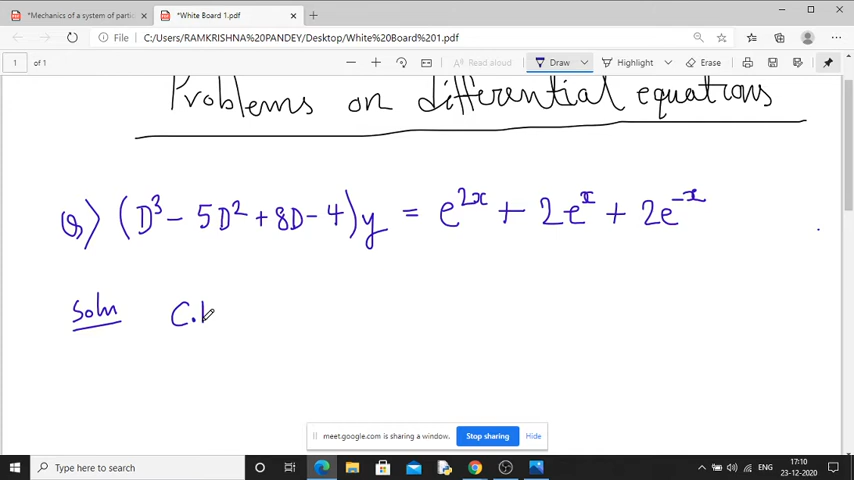 *Mechanics of a system of partic
*White Board 1.pdf
File C:/Users/RAMKRISHNA%20PANDEY/Desktop/White%20Board%201.pdf
1 of 1
Read aloud Draw Highlight Erase
Problems on differential equations
Q> (D³ - 5D² + 8D - 4)y = e^{2x} + 2e^{x} + 2e^{-x}
Soln C.
meet.google.com is sharing a window. Stop sharing Hide
Type here to search
ENG
17:10
23-12-2020